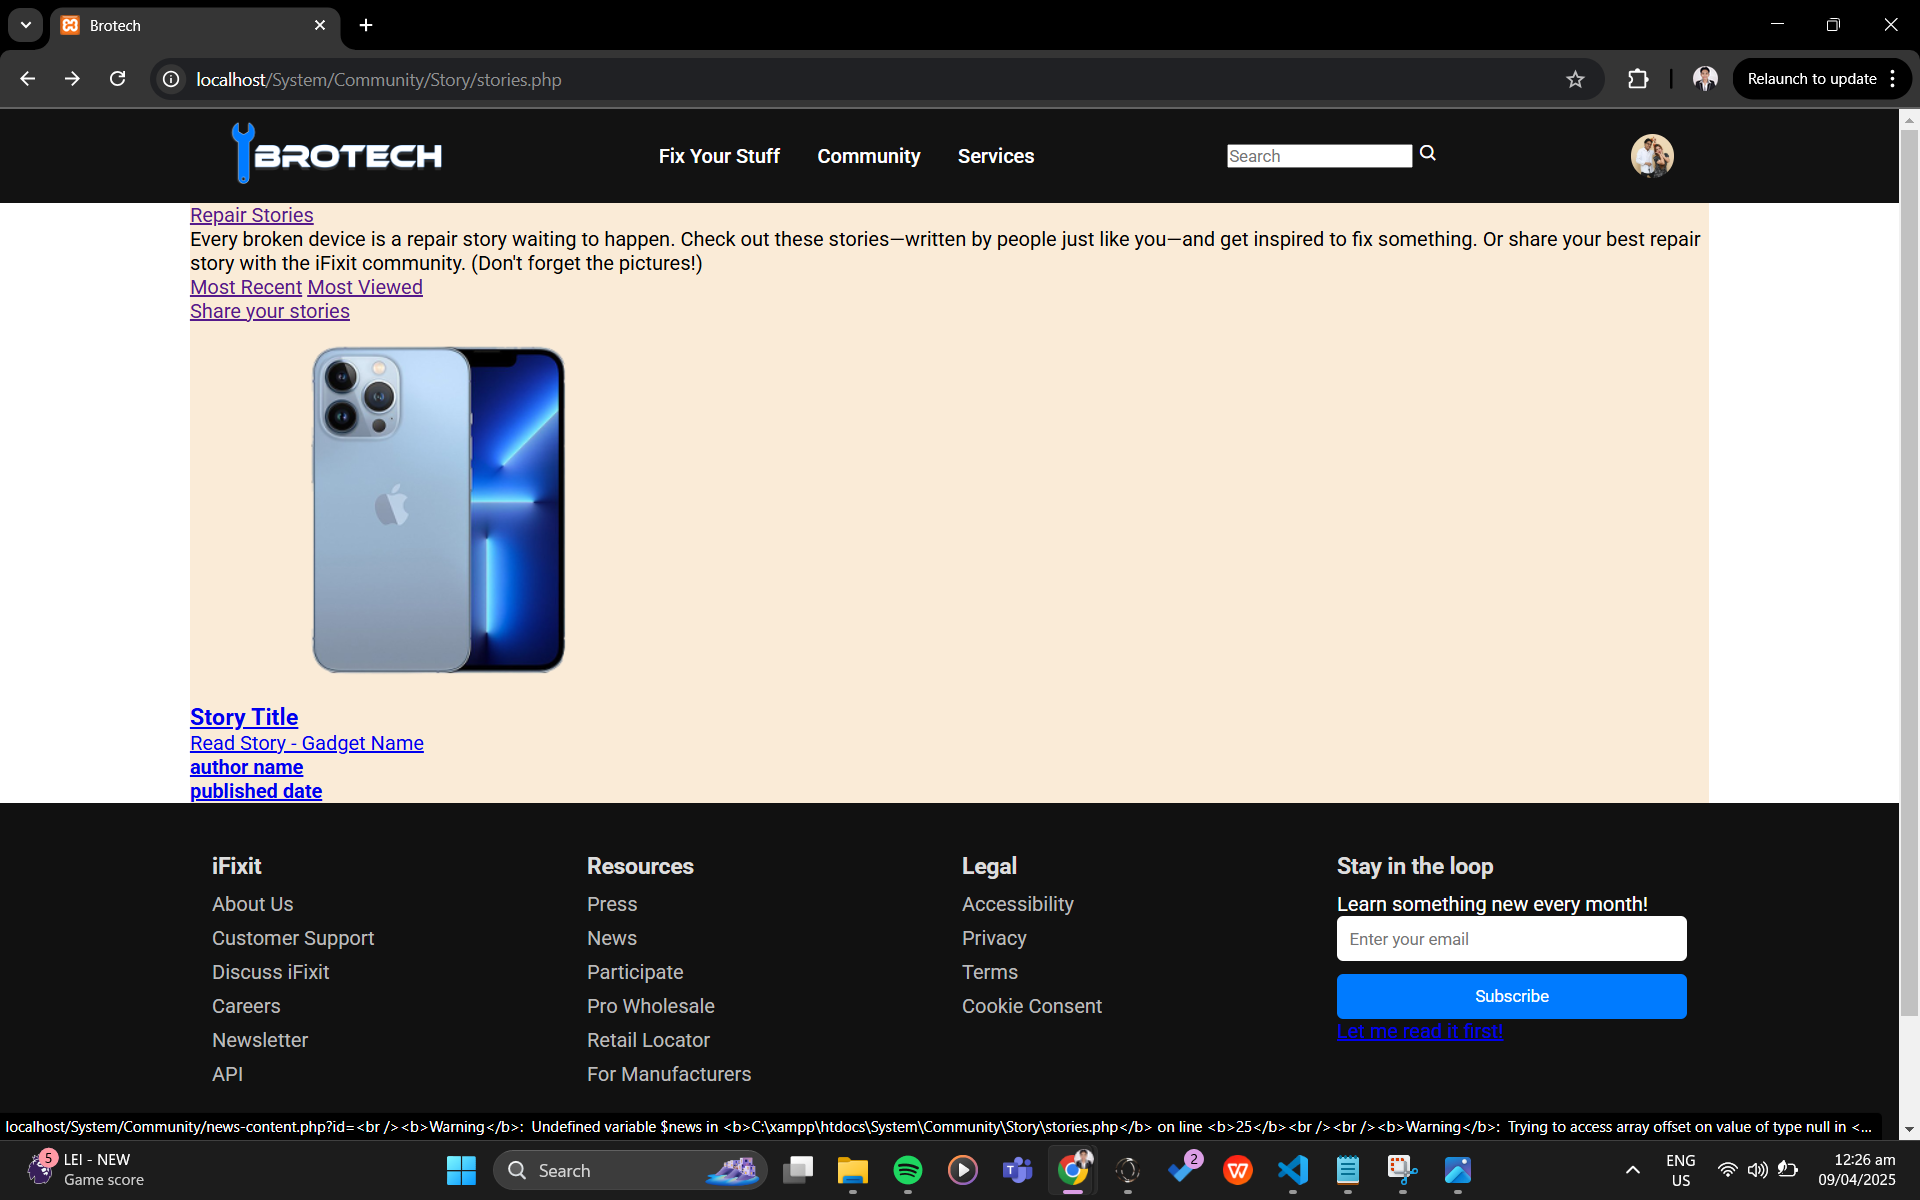 Brotech
localhost/System/Community/Story/stories.php
Relaunch to update
BROTECH
Fix Your Stuff
Community
Services
Search
Repair Stories
Every broken device is a repair story waiting to happen. Check out these stories—written by people just like you—and get inspired to fix something. Or share your best repair
story with the iFixit community. (Don't forget the pictures!)
Most Recent Most Viewed
Share your stories
Story Title
Read Story - Gadget Name
author name
published date
iFixit
About Us
Customer Support
Discuss iFixit
Careers
Newsletter
API
Resources
Press
News
Participate
Pro Wholesale
Retail Locator
For Manufacturers
Legal
Accessibility
Privacy
Terms
Cookie Consent
Stay in the loop
Learn something new every month!
Enter your email
Subscribe
Let me read it first!
localhost/System/Community/news-content.php?id=<br /><b>Warning</b>:  Undefined variable $news in <b>C:\xampp\htdocs\System\Community\Story\stories.php</b> on line <b>25</b><br /><br /><b>Warning</b>:  Trying to access array offset on value of type null in <...
5
LEI - NEW
Game score
Search
2
ENG
US
12:26 am
09/04/2025